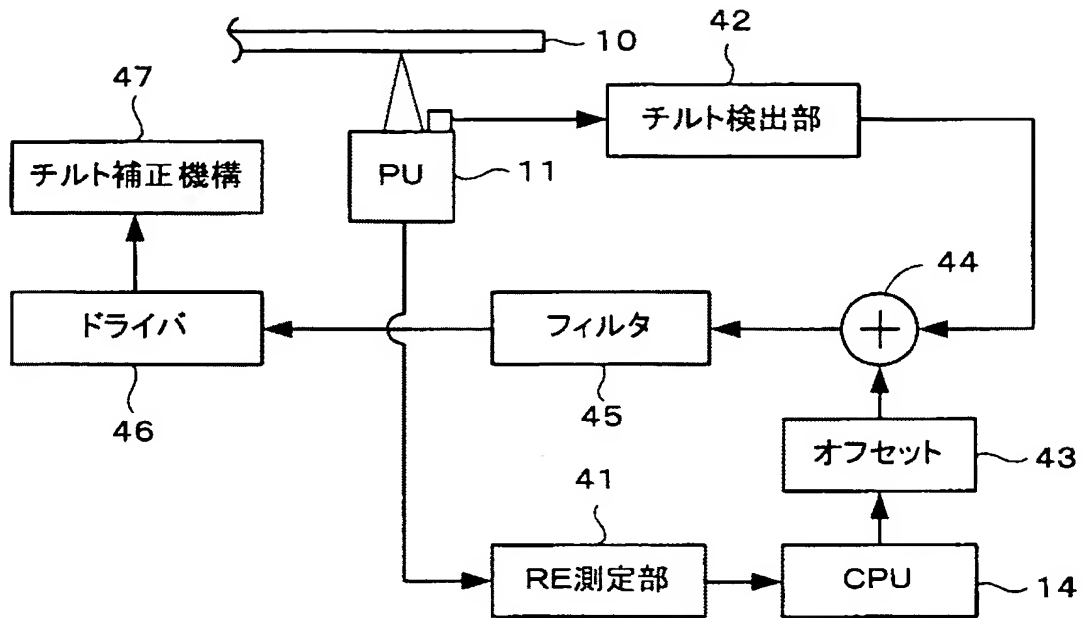 10
42
47
チルト検出部
チルト補正機構
PU
11
44
ドライバ
フィルタ
+
46
45
オフセット
43
41
RE測定部
CPU
14